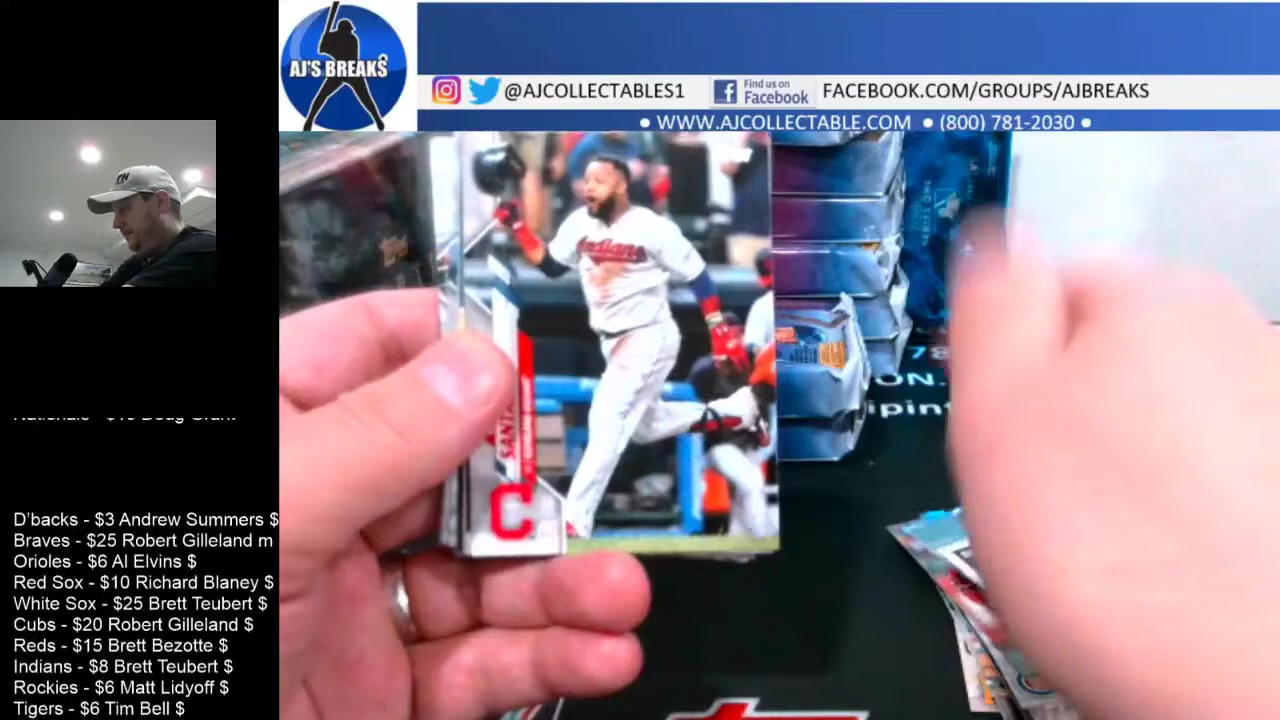 AJ'S BREAKS
@AJCOLLECTABLES1
Find us on
Facebook
FACEBOOK.COM/GROUPS/AJBREAKS
• WWW.AJCOLLECTABLE.COM • (800) 781-2030 •
Indians
C
D'backs - $3 Andrew Summers $
Braves - $25 Robert Gilleland m
Orioles - $6 Al Elvins $
Red Sox - $10 Richard Blaney $
White Sox - $25 Brett Teubert $
Cubs - $20 Robert Gilleland $
Reds - $15 Brett Bezotte $
Indians - $8 Brett Teubert $
Rockies - $6 Matt Lidyoff $
Tigers - $6 Tim Bell $